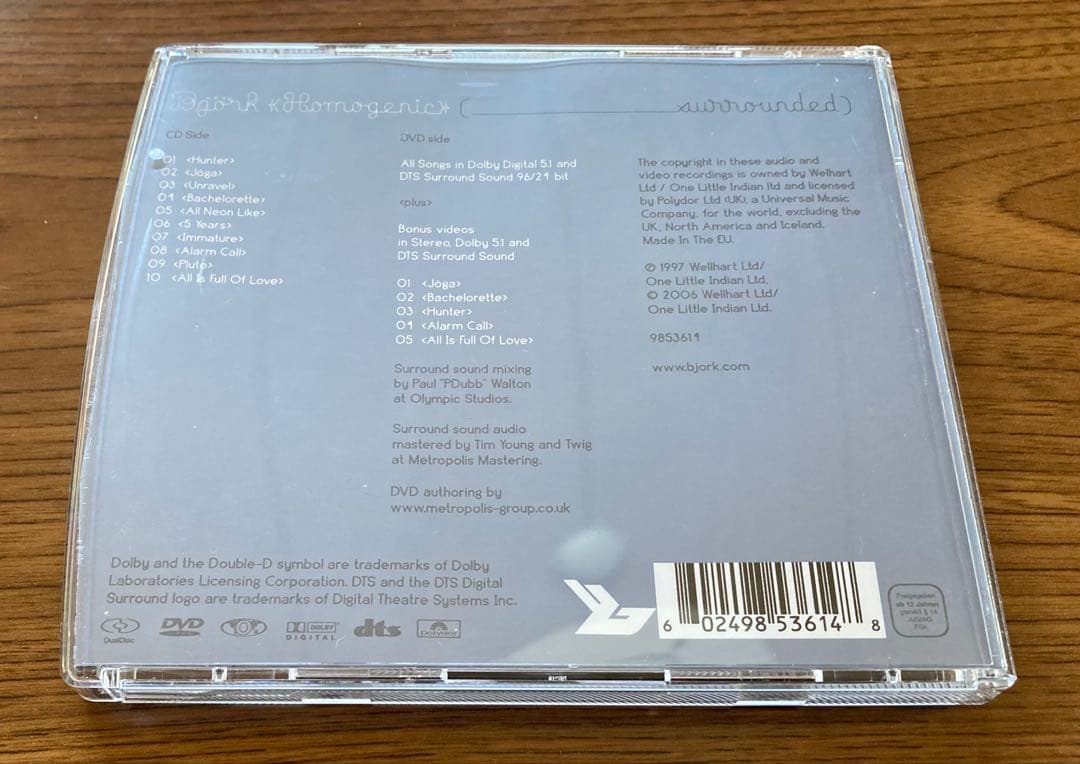 Björk «Homogenic» (surrounded)
CD Side
01 <Hunter>
02 <Jóga>
03 <Unravel>
04 <Bachelorette>
05 <All Neon Like>
06 <5 Years>
07 <Immature>
08 <Alarm Call>
09 <Pluto>
10 <All Is Full Of Love>
DVD side
All Songs in Dolby Digital 5.1 and
DTS Surround Sound 96/24 bit
<plus>
Bonus videos
in Stereo, Dolby 5.1 and
DTS Surround Sound
01 <Jóga>
02 <Bachelorette>
03 <Hunter>
04 <Alarm Call>
05 <All Is Full Of Love>
Surround sound mixing
by Paul "PDubb" Walton
at Olympic Studios.
Surround sound audio
mastered by Tim Young and Twig
at Metropolis Mastering.
DVD authoring by
www.metropolis-group.co.uk
The copyright in these audio and
video recordings is owned by Welhart
Ltd / One Little Indian ltd and licensed
by Polydor Ltd (UK), a Universal Music
Company, for the world, excluding the
UK, North America and Iceland.
Made In The EU.
℗ 1997 Wellhart Ltd/
One Little Indian Ltd.
© 2006 Wellhart Ltd/
One Little Indian Ltd.
9853614
www.bjork.com
Dolby and the Double-D symbol are trademarks of Dolby
Laboratories Licensing Corporation. DTS and the DTS Digital
Surround logo are trademarks of Digital Theatre Systems Inc.
DualDisc
DVD
DOLBY
DIGITAL
dts
Polydor
6 02498 53614 8
Freigegeben
ab 12 Jahren
gemäß § 14
JuSchG
FSK